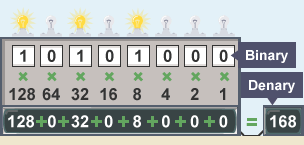 1 0 1 0 1 0 0 0 Binary
× × × × × × × ×
128 64 32 16 8 4 2 1
Denary
128+0+32+0+8+0+0+0 = 168